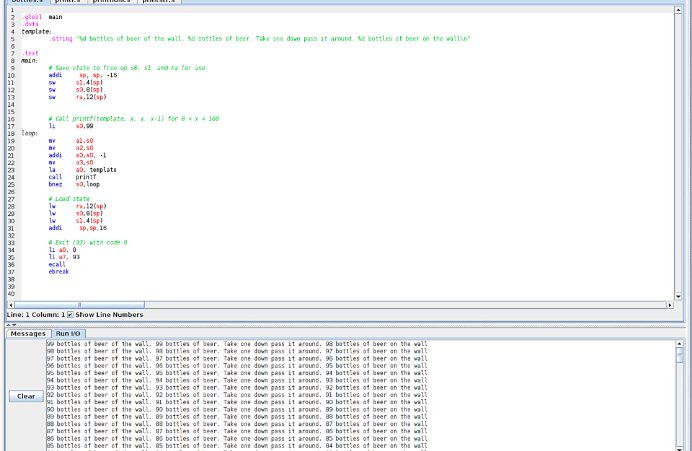 1
2 .globl main
3 .data
4 template:
5 .string "%d bottles of beer of the wall. %d bottles of beer. Take one down pass it around. %d bottles of beer on the wall\n"
6
7 .text
8 main:
9 # Save state to free up s0, s1, and ra for use
10 addi sp, sp, -16
11 sw s1,4(sp)
12 sw s0,8(sp)
13 sw ra,12(sp)
14
15
16 # Call printf(template, x, x, x-1) for 0 < x < 100
17 li s0,99
18 loop:
19 mv a1,s0
20 mv a2,s0
21 addi s0,s0, -1
22 mv a3,s0
23 la a0, template
24 call printf
25 bnez s0,loop
26
27 # Load state
28 lw ra,12(sp)
29 lw s0,8(sp)
30 lw s1,4(sp)
31 addi sp,sp,16
32
33 # Exit (93) with code 0
34 li a0, 0
35 li a7, 93
36 ecall
37 ebreak
38
39
40
Line: 1 Column: 1 Show Line Numbers
Messages Run I/O
Clear
99 bottles of beer of the wall. 99 bottles of beer. Take one down pass it around. 98 bottles of beer on the wall
98 bottles of beer of the wall. 98 bottles of beer. Take one down pass it around. 97 bottles of beer on the wall
97 bottles of beer of the wall. 97 bottles of beer. Take one down pass it around. 96 bottles of beer on the wall
96 bottles of beer of the wall. 96 bottles of beer. Take one down pass it around. 95 bottles of beer on the wall
95 bottles of beer of the wall. 95 bottles of beer. Take one down pass it around. 94 bottles of beer on the wall
94 bottles of beer of the wall. 94 bottles of beer. Take one down pass it around. 93 bottles of beer on the wall
93 bottles of beer of the wall. 93 bottles of beer. Take one down pass it around. 92 bottles of beer on the wall
92 bottles of beer of the wall. 92 bottles of beer. Take one down pass it around. 91 bottles of beer on the wall
91 bottles of beer of the wall. 91 bottles of beer. Take one down pass it around. 90 bottles of beer on the wall
90 bottles of beer of the wall. 90 bottles of beer. Take one down pass it around. 89 bottles of beer on the wall
89 bottles of beer of the wall. 89 bottles of beer. Take one down pass it around. 88 bottles of beer on the wall
88 bottles of beer of the wall. 88 bottles of beer. Take one down pass it around. 87 bottles of beer on the wall
87 bottles of beer of the wall. 87 bottles of beer. Take one down pass it around. 86 bottles of beer on the wall
86 bottles of beer of the wall. 86 bottles of beer. Take one down pass it around. 85 bottles of beer on the wall
85 bottles of beer of the wall. 85 bottles of beer. Take one down pass it around. 84 bottles of beer on the wall